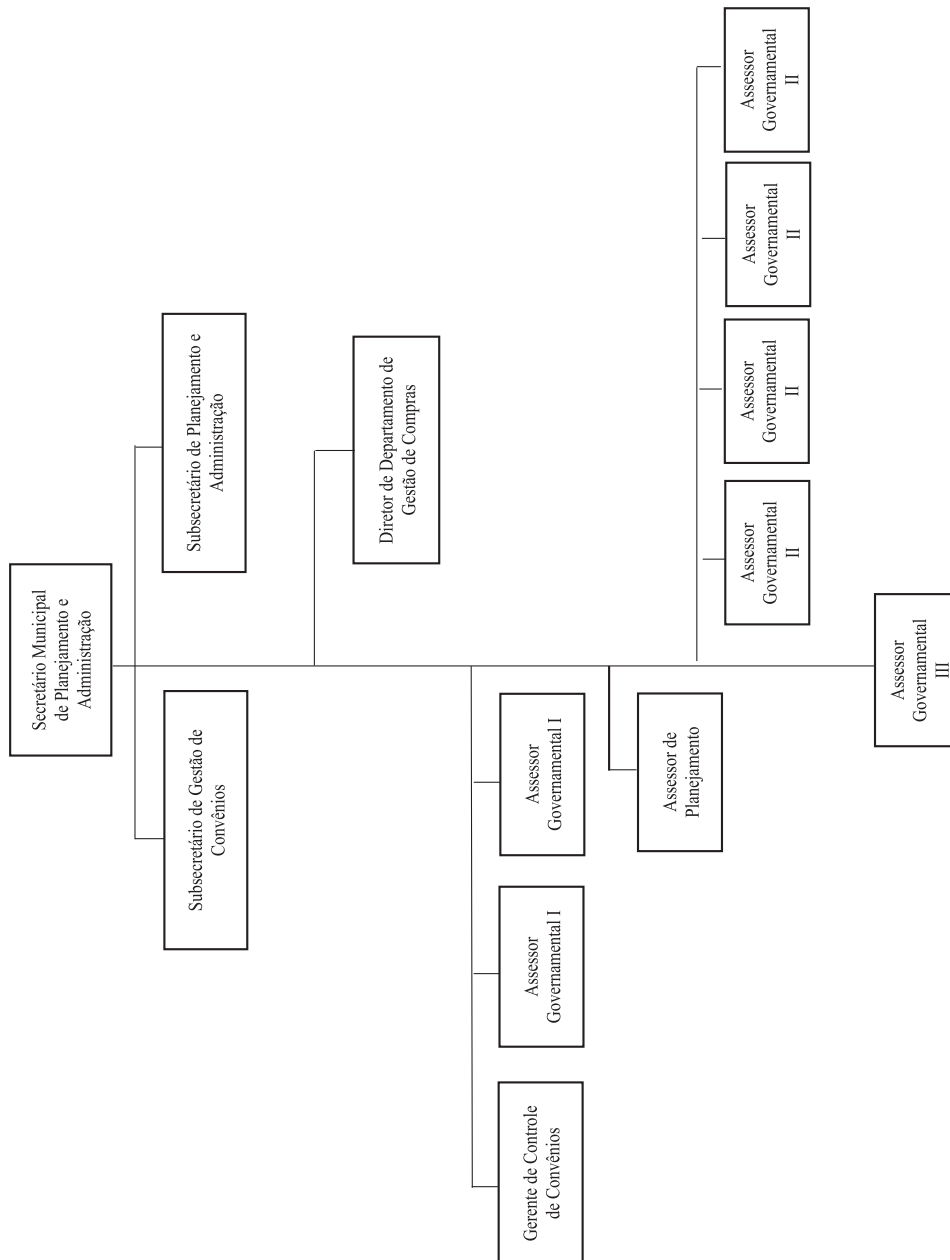 Secretário Municipal
de Planejamento e
Administração
Subsecretário de Gestão de
Convênios
Subsecretário de Planejamento e
Administração
Diretor de Departamento de
Gestão de Compras
Gerente de Controle
de Convênios
Assessor
Governamental I
Assessor
Governamental I
Assessor de
Planejamento
Assessor
Governamental
II
Assessor
Governamental
II
Assessor
Governamental
II
Assessor
Governamental
II
Assessor
Governamental
III